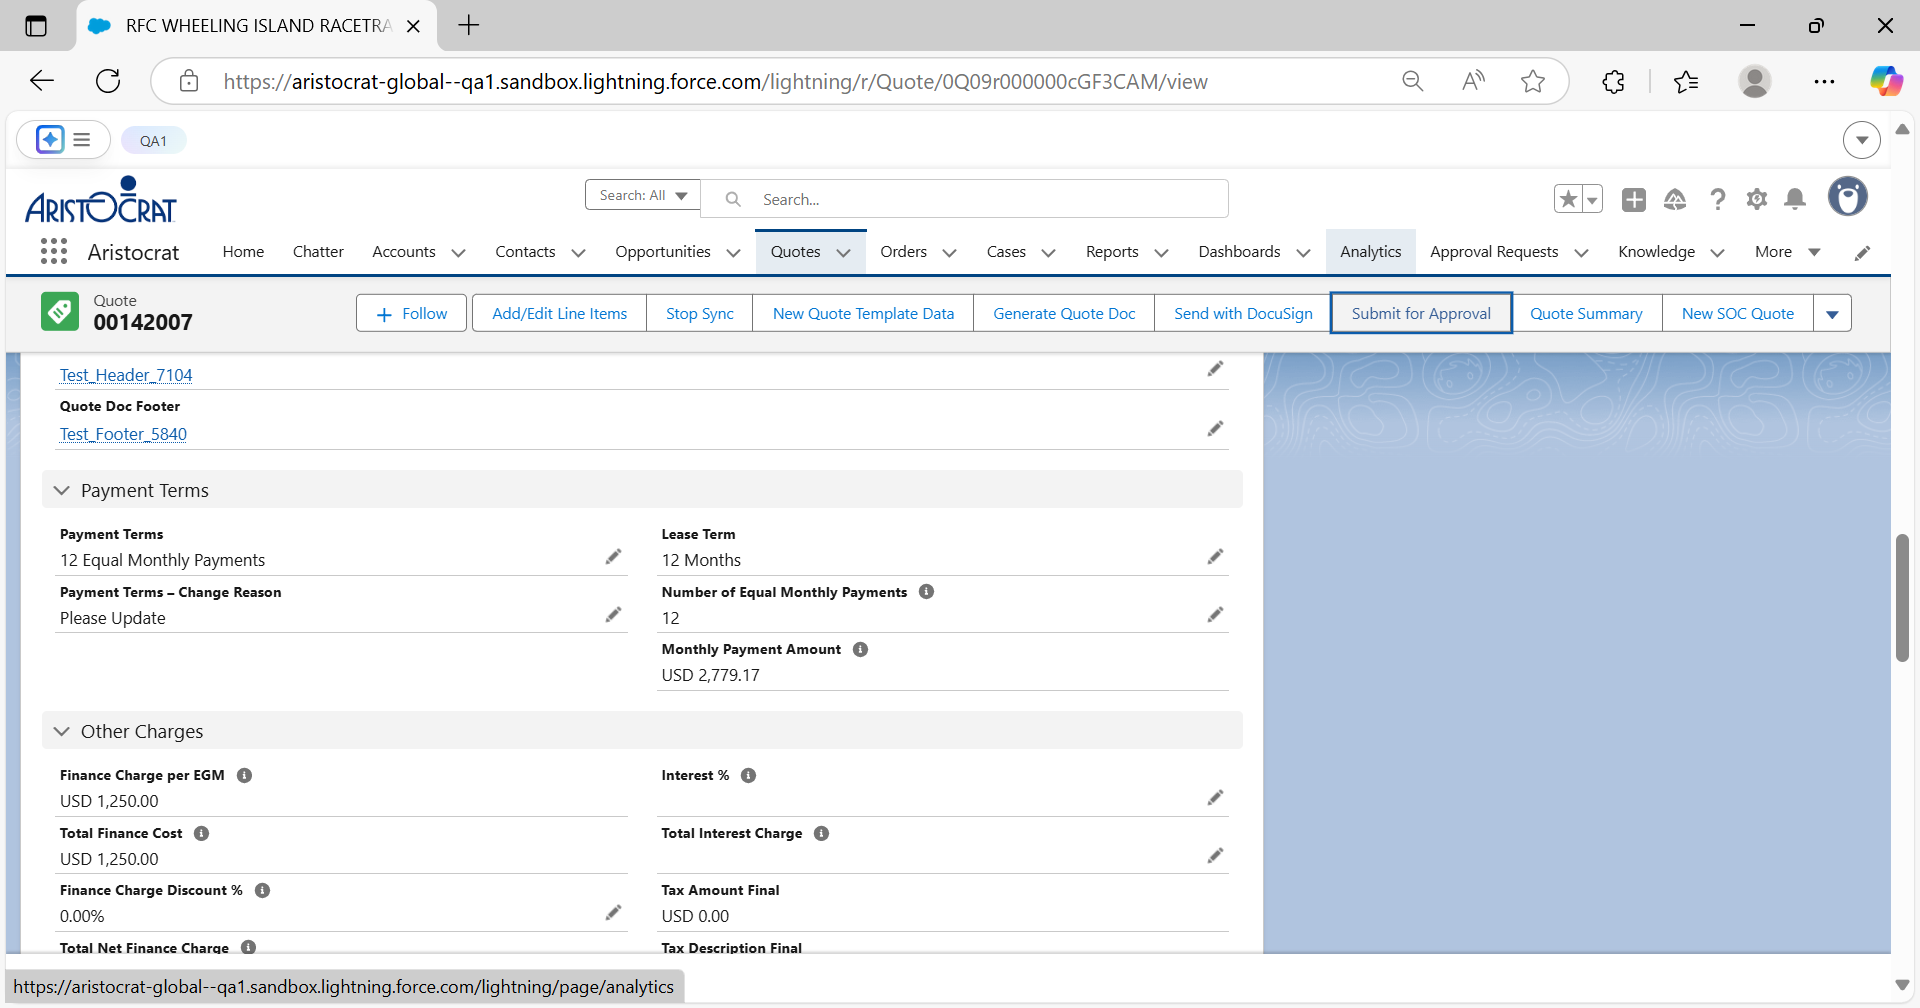 RFC WHEELING ISLAND RACETRA
https://aristocrat-global--qa1.sandbox.lightning.force.com/lightning/r/Quote/0Q09r000000cGF3CAM/view
QA1
ARISTOCRAT
Search: All
Search...
Aristocrat
Home
Chatter
Accounts
Contacts
Opportunities
Quotes
Orders
Cases
Reports
Dashboards
Analytics
Approval Requests
Knowledge
More
Quote
00142007
Follow
Add/Edit Line Items
Stop Sync
New Quote Template Data
Generate Quote Doc
Send with DocuSign
Submit for Approval
Quote Summary
New SOC Quote
Test_Header_7104
Quote Doc Footer
Test_Footer_5840
Payment Terms
Payment Terms
12 Equal Monthly Payments
Lease Term
12 Months
Payment Terms – Change Reason
Please Update
Number of Equal Monthly Payments
12
Monthly Payment Amount
USD 2,779.17
Other Charges
Finance Charge per EGM
USD 1,250.00
Interest %
Total Finance Cost
USD 1,250.00
Total Interest Charge
Finance Charge Discount %
0.00%
Tax Amount Final
USD 0.00
Total Net Finance Charge
Tax Description Final
https://aristocrat-global--qa1.sandbox.lightning.force.com/lightning/page/analytics